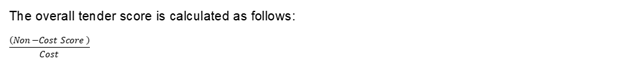 The overall tender score is calculated as follows:
(Non −Cost Score )
Cost